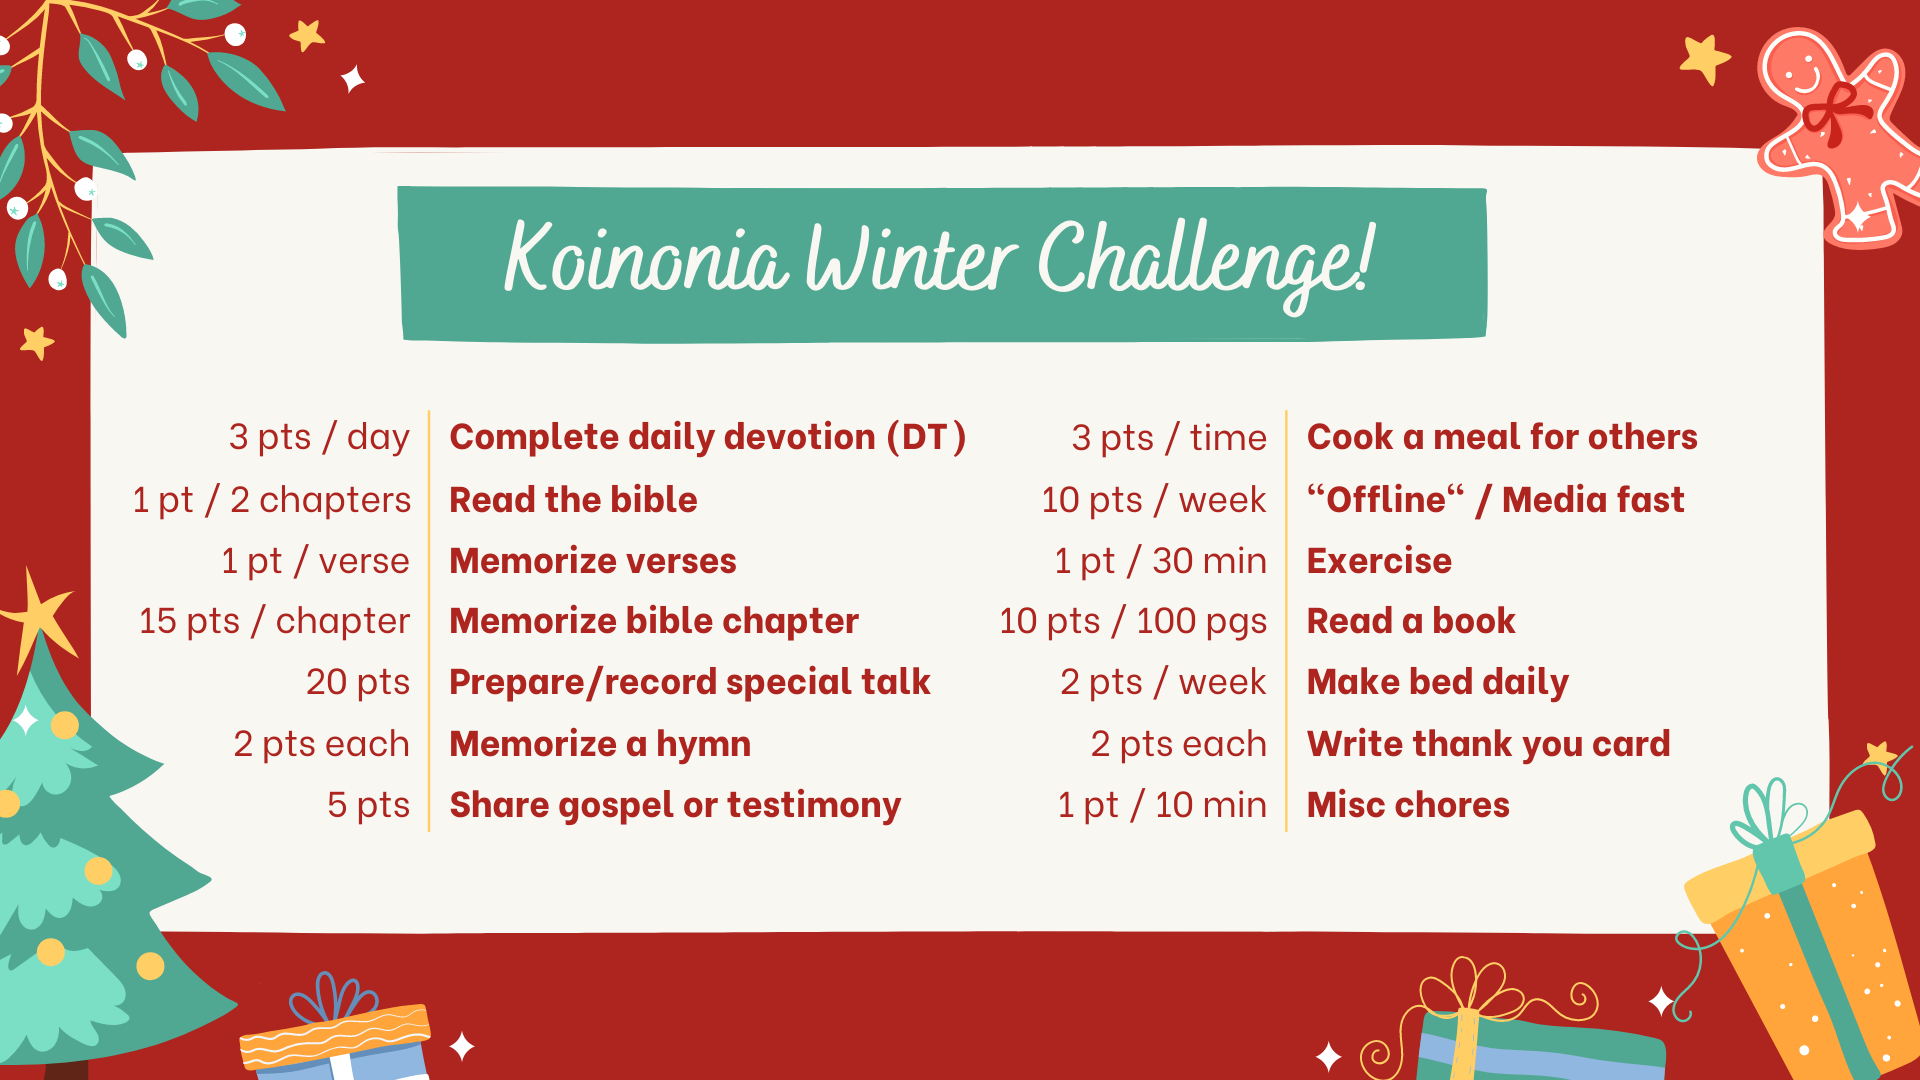 Koinonia Winter Challenge!
3 pts / day Complete daily devotion (DT)
1 pt / 2 chapters Read the bible
1 pt / verse Memorize verses
15 pts / chapter Memorize bible chapter
20 pts Prepare/record special talk
2 pts each Memorize a hymn
5 pts Share gospel or testimony
3 pts / time Cook a meal for others
10 pts / week “Offline“ / Media fast
1 pt / 30 min Exercise
10 pts / 100 pgs Read a book
2 pts / week Make bed daily
2 pts each Write thank you card
1 pt / 10 min Misc chores